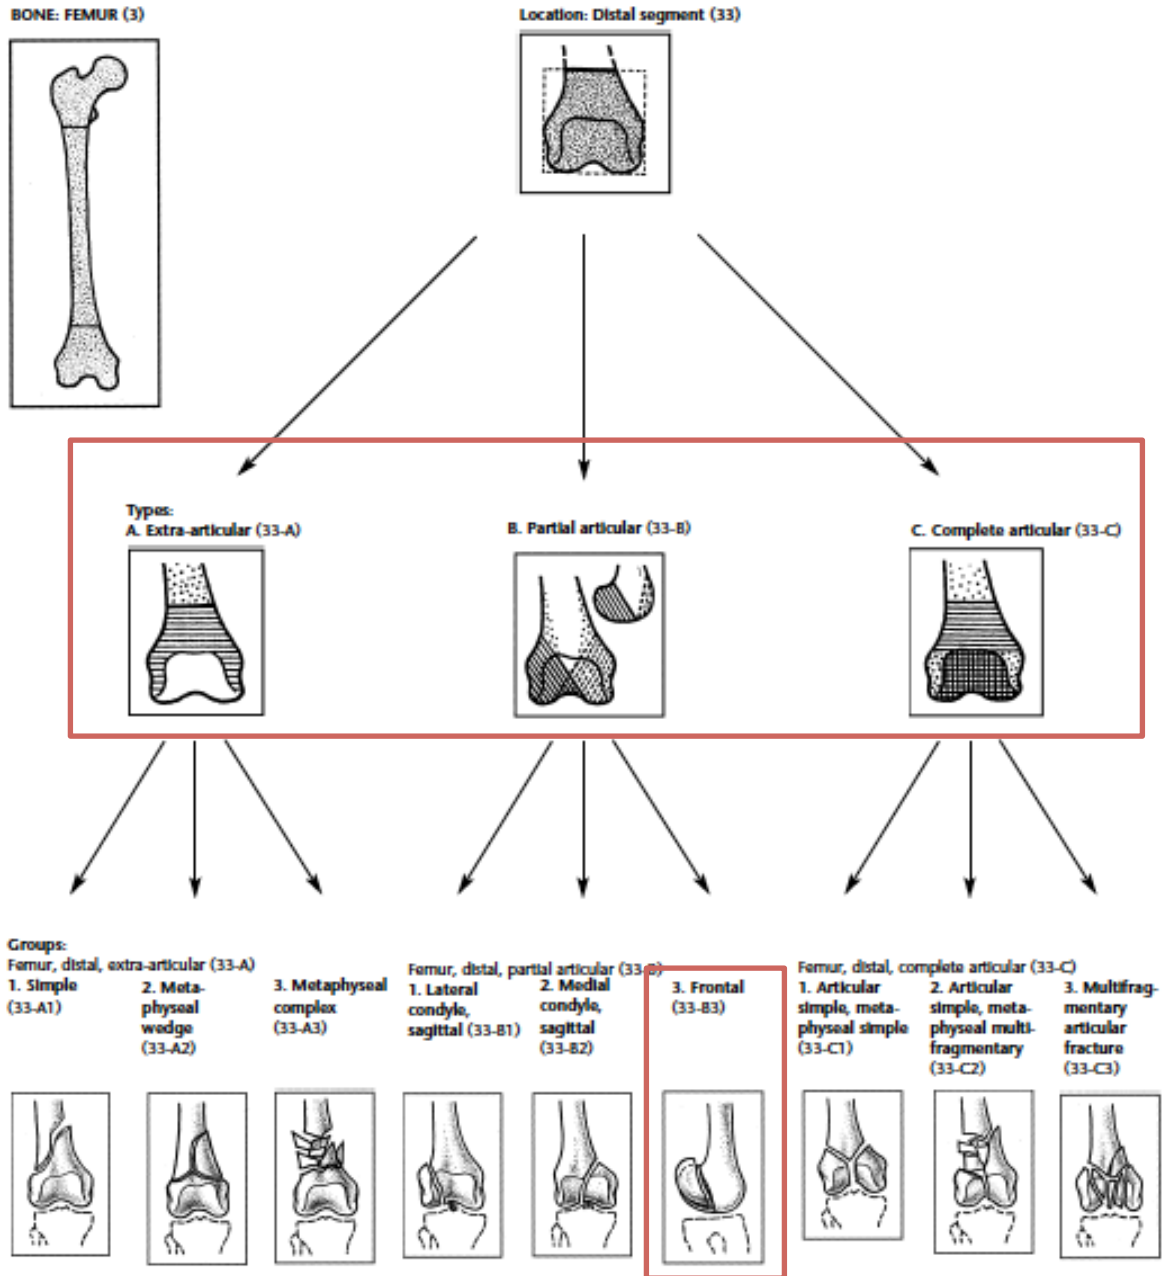 BONE: FEMUR (3)
Location: Distal segment (33)
Types:
A. Extra-articular (33-A)
B. Partial articular (33-B)
C. Complete articular (33-C)
Groups:
Femur, distal, extra-articular (33-A)
1. Simple
(33-A1)
2. Meta-
physeal
wedge
(33-A2)
3. Metaphyseal
complex
(33-A3)
Femur, distal, partial articular (33-B)
1. Lateral
condyle,
sagittal (33-B1)
2. Medial
condyle,
sagittal
(33-B2)
3. Frontal
(33-B3)
Femur, distal, complete articular (33-C)
1. Articular
simple, meta-
physeal simple
(33-C1)
2. Articular
simple, meta-
physeal multi-
fragmentary
(33-C2)
3. Multifrag-
mentary
articular
fracture
(33-C3)